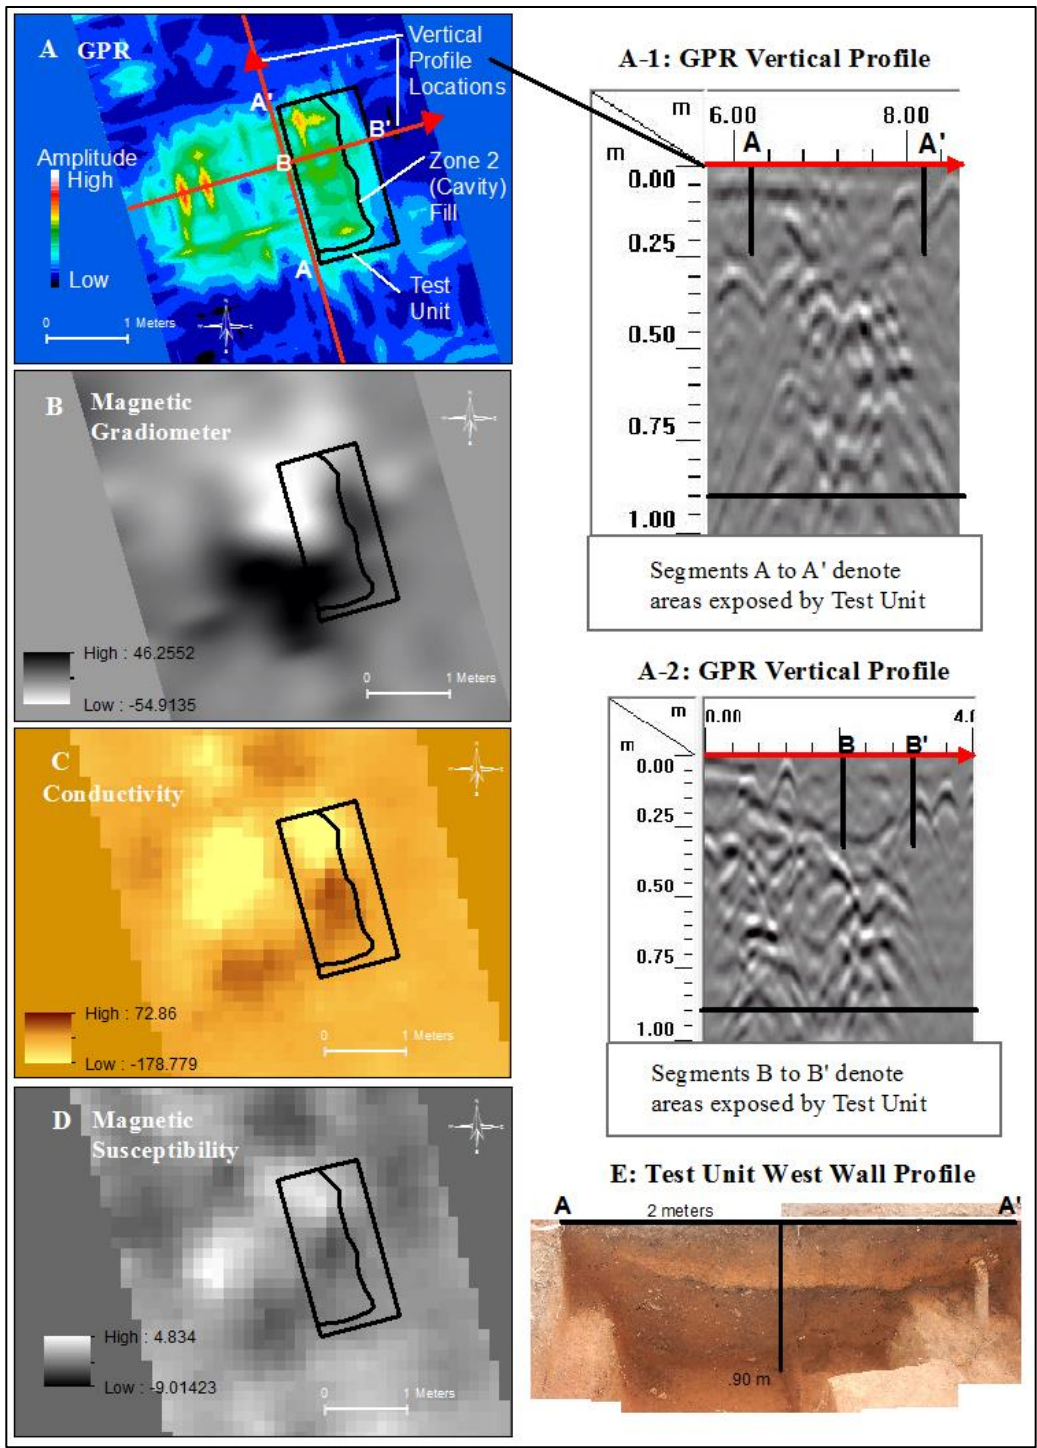 A GPR
Vertical
Profile
Locations
A'
B'
B
Amplitude
High
Low
Zone 2
(Cavity)
Fill
A
Test
Unit
0 1 Meters
B Magnetic
Gradiometer
High : 46.2552
Low : -54.9135
0 1 Meters
C
Conductivity
High : 72.86
Low : -178.779
0 1 Meters
D Magnetic
Susceptibility
High : 4.834
Low : -9.01423
0 1 Meters
A-1: GPR Vertical Profile
m 6.00 8.00
m A A'
0.00
0.25
0.50
0.75
1.00
Segments A to A' denote
areas exposed by Test Unit
A-2: GPR Vertical Profile
m 0.00 4.0
m B B'
0.00
0.25
0.50
0.75
1.00
Segments B to B' denote
areas exposed by Test Unit
E: Test Unit West Wall Profile
A 2 meters A'
.90 m